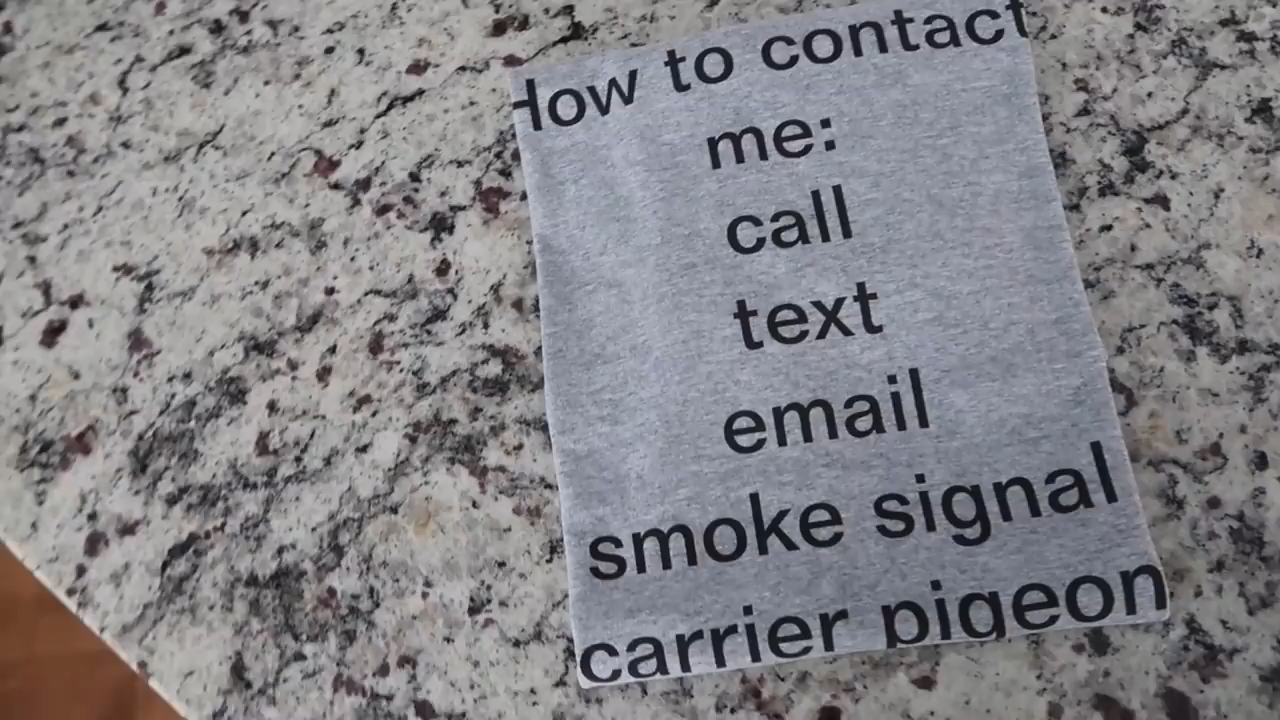 How to contact
me:
call
text
email
smoke signal
carrier pigeon